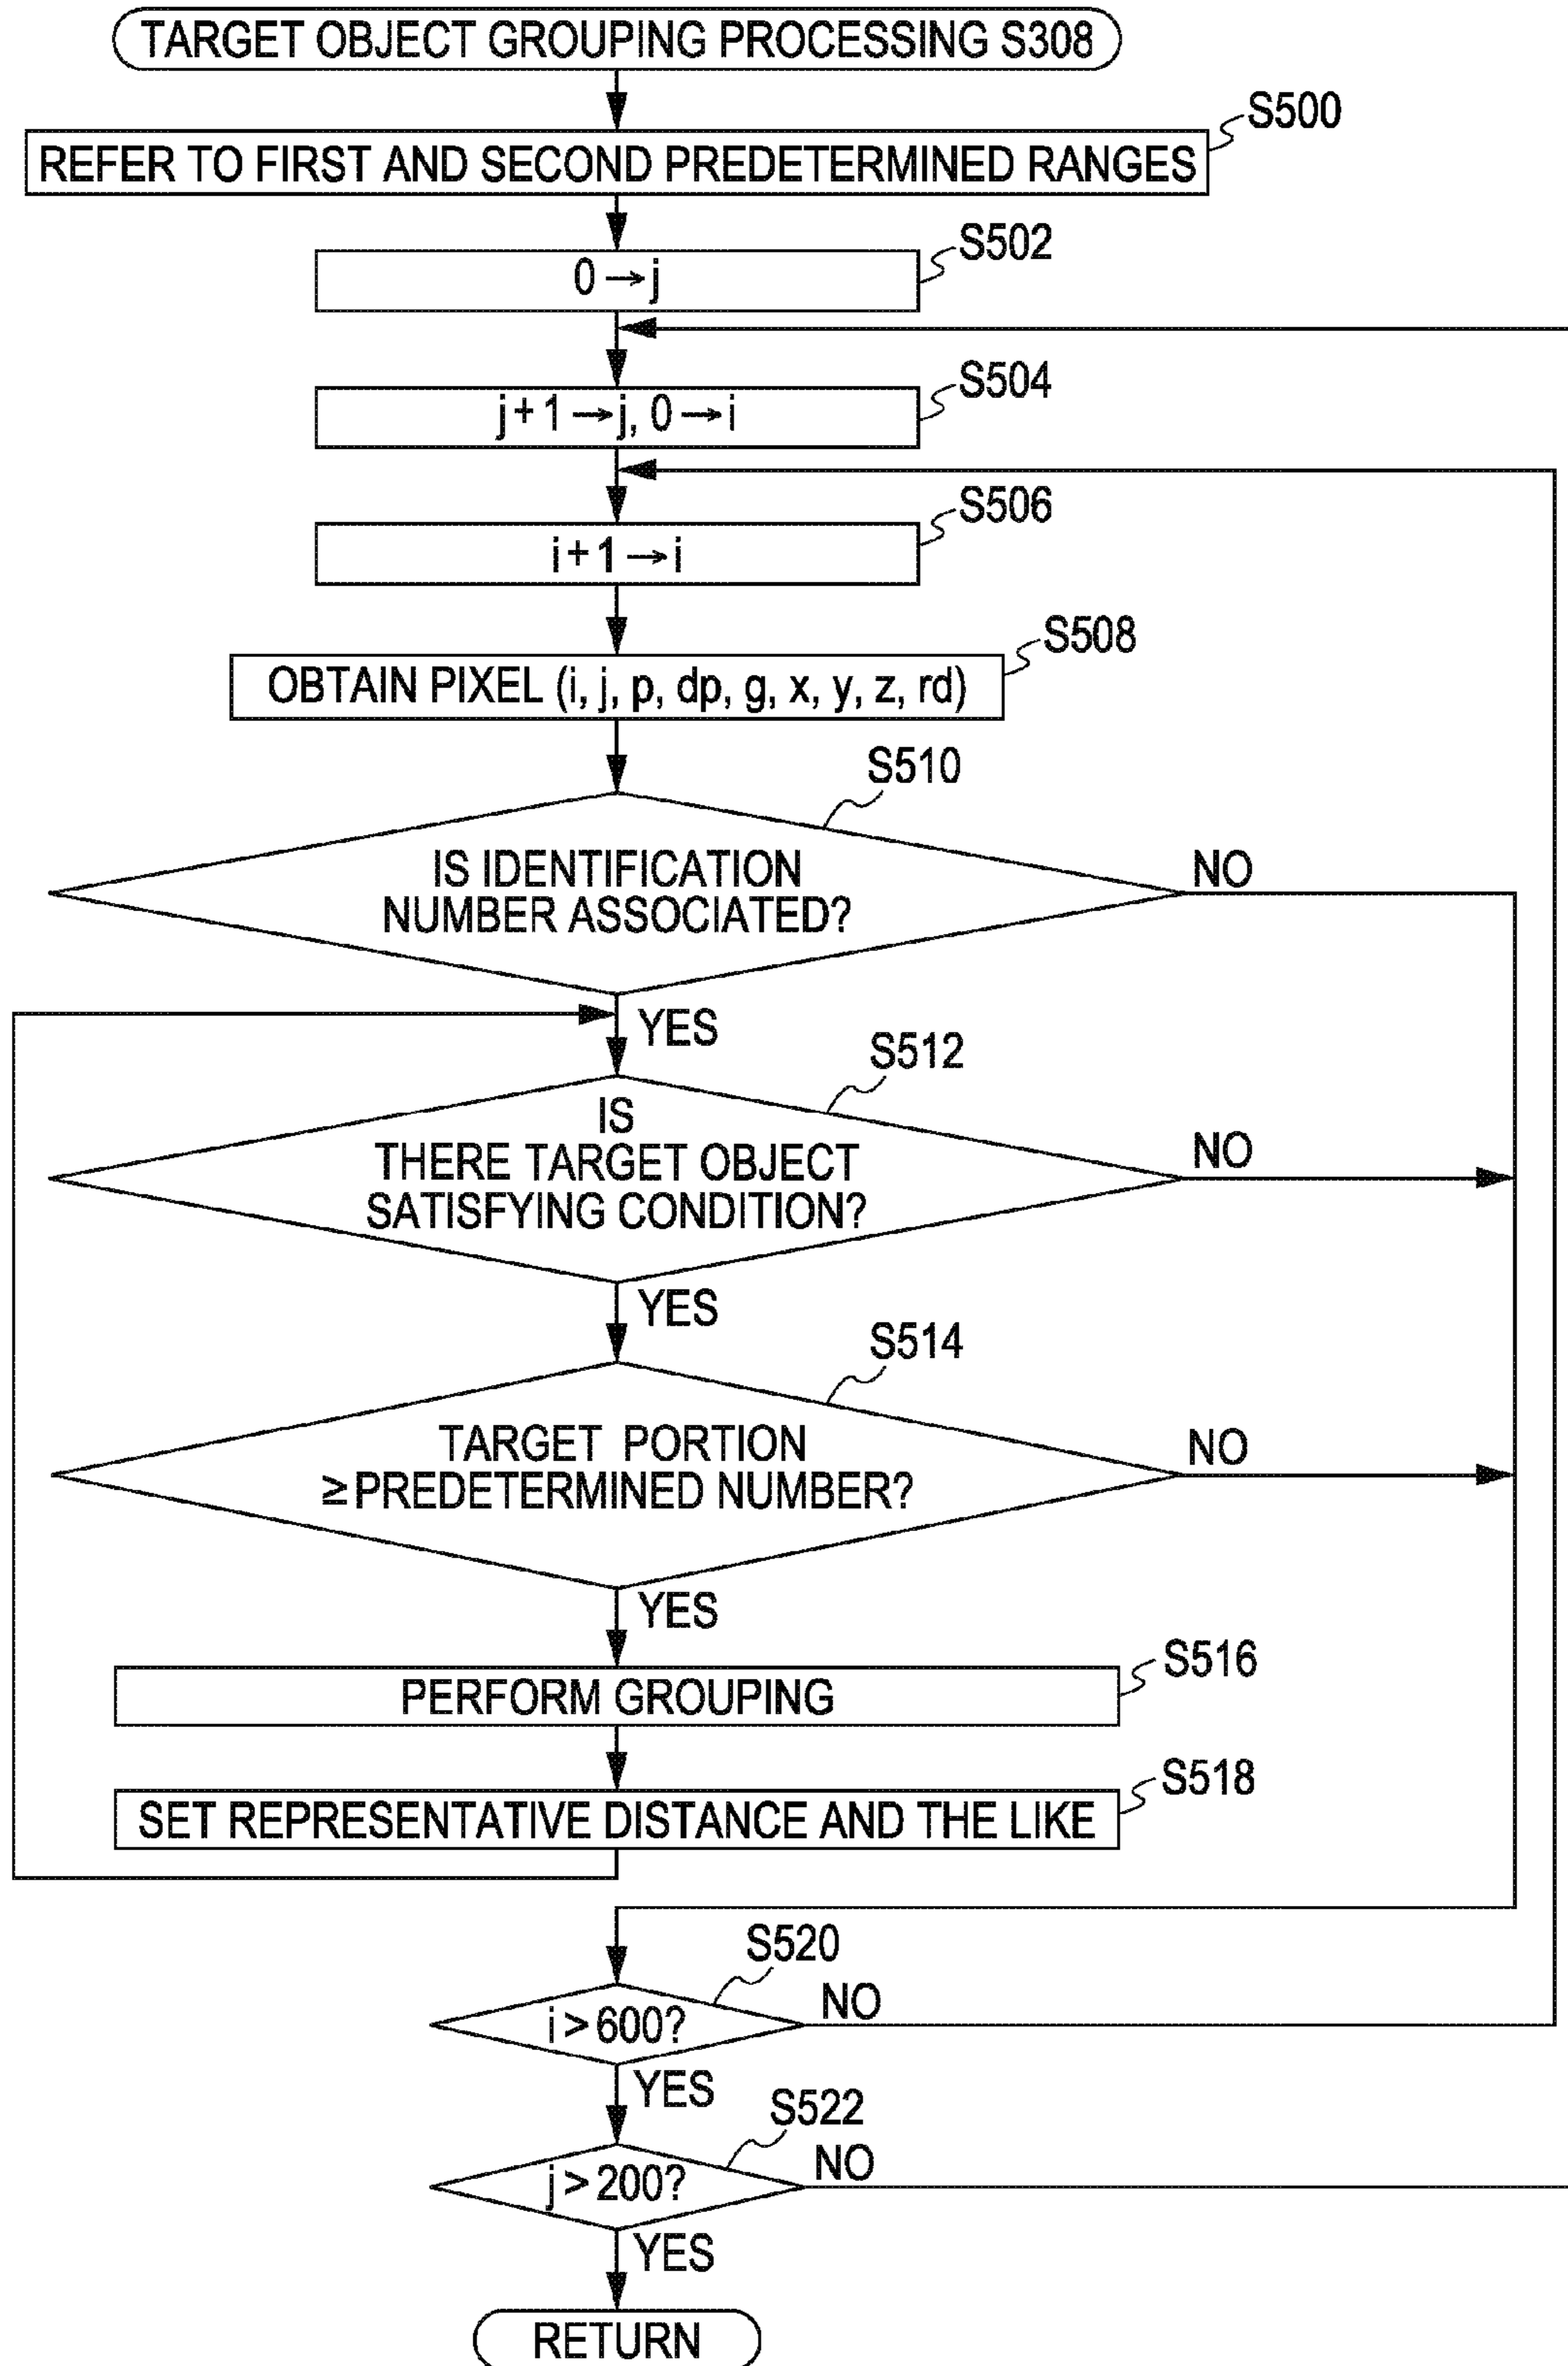 TARGET OBJECT GROUPING PROCESSING S308
S500
REFER TO FIRST AND SECOND PREDETERMINED RANGES
S502
0→j
S504
j+1→j, 0→i
S506
i+1→i
S508
OBTAIN PIXEL (i, j, p, dp, g, x, y, z, rd)
S510
IS IDENTIFICATION
NUMBER ASSOCIATED?
NO
YES
S512
IS
THERE TARGET OBJECT
SATISFYING CONDITION?
NO
YES
S514
TARGET PORTION
≥PREDETERMINED NUMBER?
NO
YES
S516
PERFORM GROUPING
S518
SET REPRESENTATIVE DISTANCE AND THE LIKE
S520
i>600?
NO
YES
S522
j>200?
NO
YES
RETURN